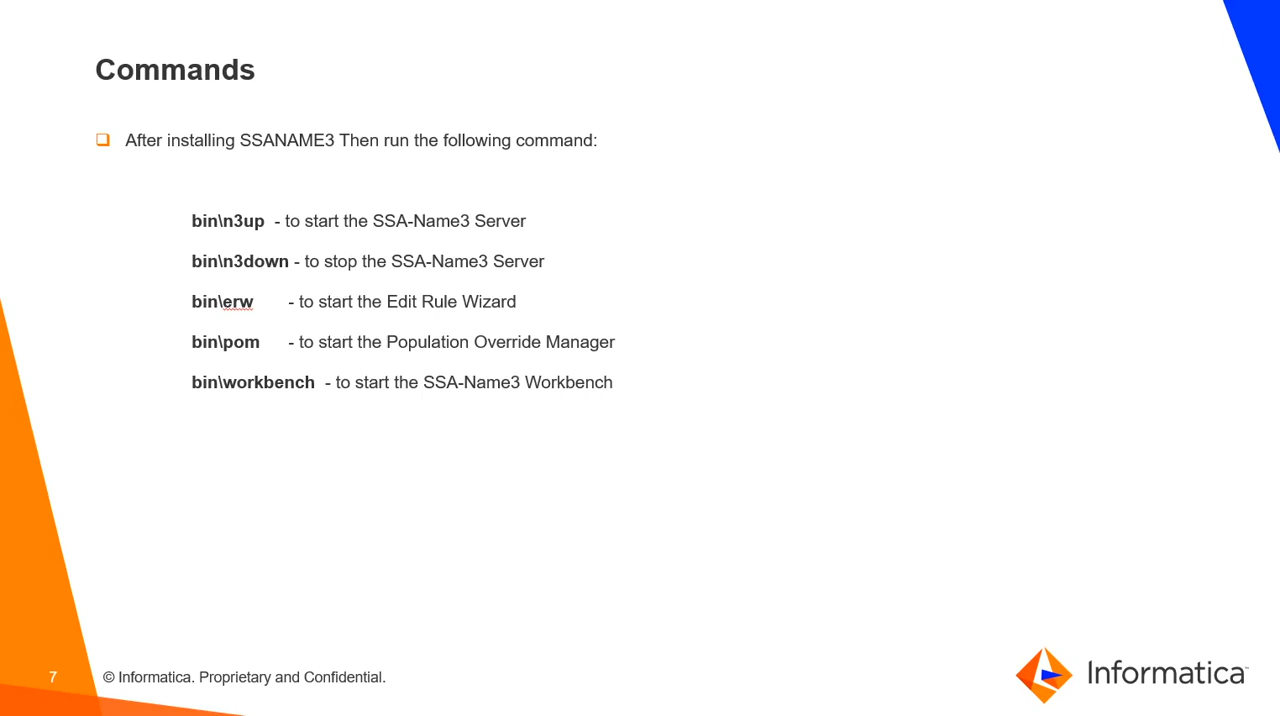 Commands
❑ After installing SSANAME3 Then run the following command:
bin\n3up - to start the SSA-Name3 Server
bin\n3down - to stop the SSA-Name3 Server
bin\erw - to start the Edit Rule Wizard
bin\pom - to start the Population Override Manager
bin\workbench - to start the SSA-Name3 Workbench
7 © Informatica. Proprietary and Confidential.
Informatica™